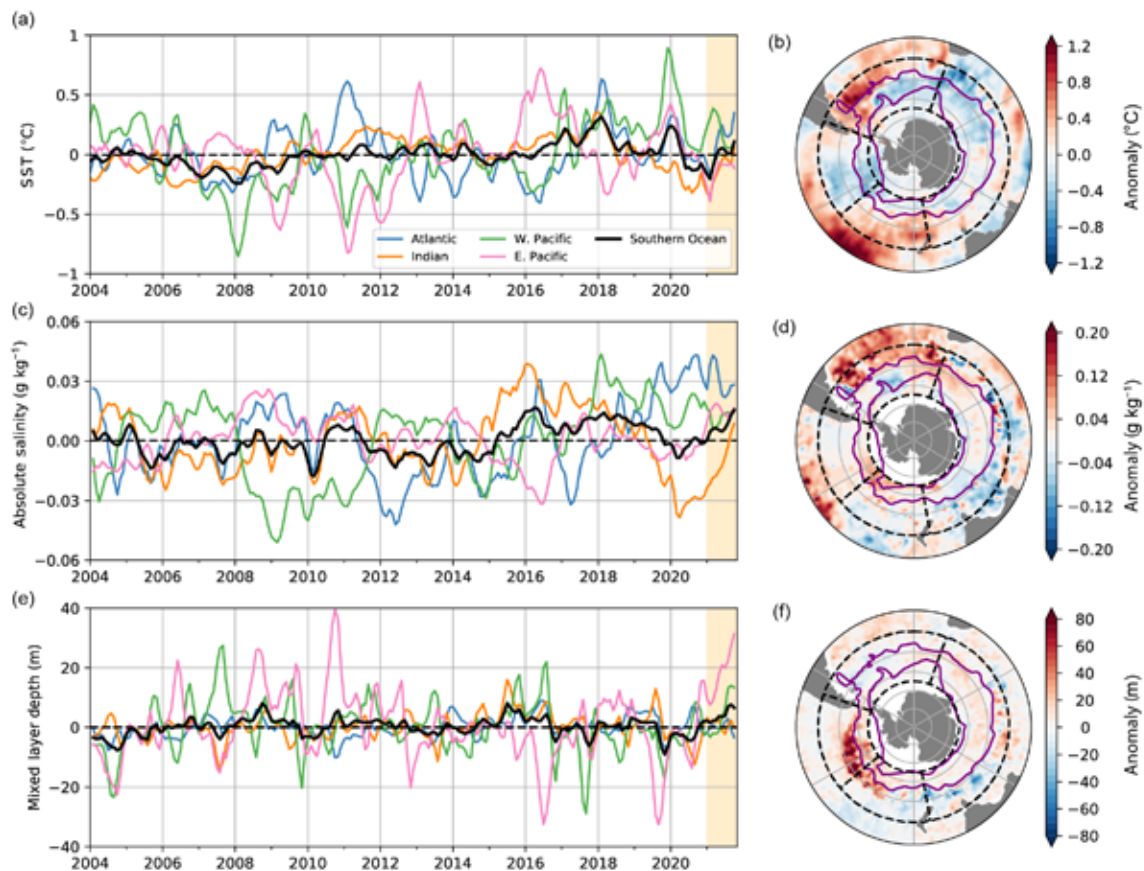 (a)
SST (°C)
1
0.5
0
−0.5
−1
Atlantic
Indian
W. Pacific
E. Pacific
Southern Ocean
2004 2006 2008 2010 2012 2014 2016 2018 2020
(b)
1.2
0.8
0.4
0.0
−0.4
−0.8
−1.2
Anomaly (°C)
(c)
Absolute salinity (g kg⁻¹)
0.06
0.03
0.00
−0.03
−0.06
2004 2006 2008 2010 2012 2014 2016 2018 2020
(d)
0.20
0.12
0.04
−0.04
−0.12
−0.20
Anomaly (g kg⁻¹)
(e)
Mixed layer depth (m)
40
20
0
−20
−40
2004 2006 2008 2010 2012 2014 2016 2018 2020
(f)
80
60
40
20
0
−20
−40
−60
−80
Anomaly (m)